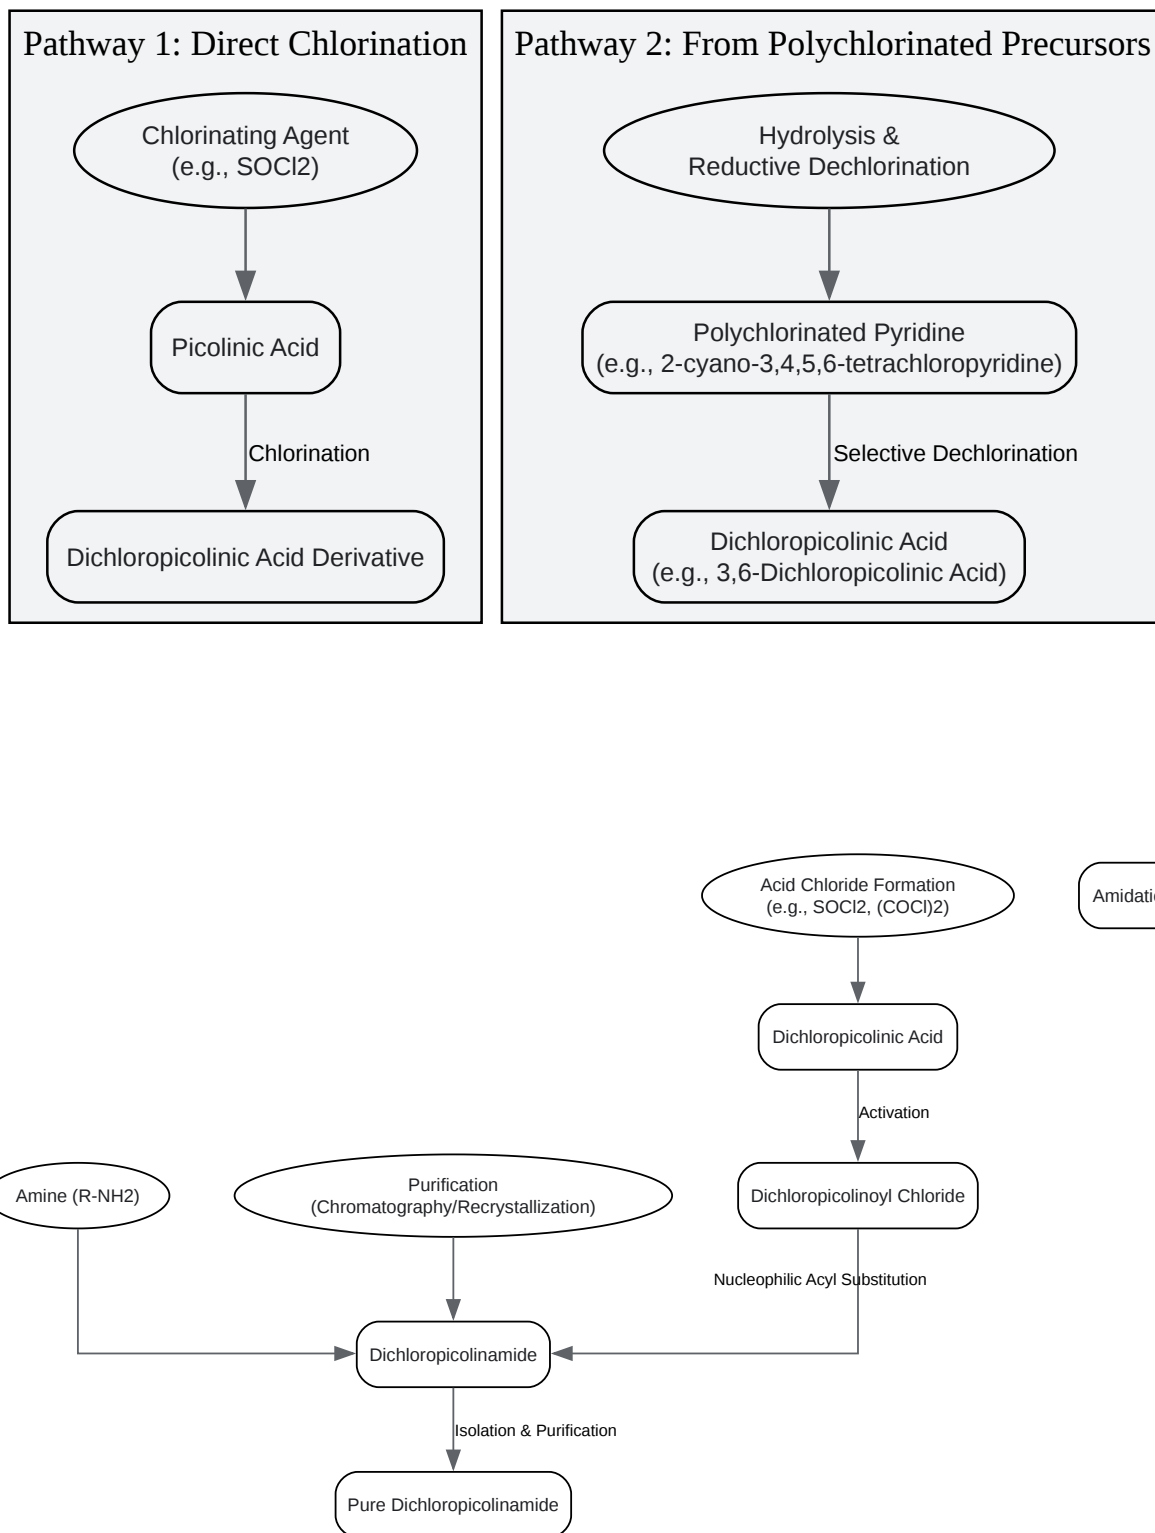 Pathway 1: Direct Chlorination
Chlorinating Agent
(e.g., SOCl2)
Picolinic Acid
Chlorination
Dichloropicolinic Acid Derivative
Pathway 2: From Polychlorinated Precursors
Hydrolysis &
Reductive Dechlorination
Polychlorinated Pyridine
(e.g., 2-cyano-3,4,5,6-tetrachloropyridine)
Selective Dechlorination
Dichloropicolinic Acid
(e.g., 3,6-Dichloropicolinic Acid)
Acid Chloride Formation
(e.g., SOCl2, (COCl)2)
Dichloropicolinic Acid
Activation
Amine (R-NH2)
Purification
(Chromatography/Recrystallization)
Dichloropicolinoyl Chloride
Nucleophilic Acyl Substitution
Dichloropicolinamide
Isolation & Purification
Pure Dichloropicolinamide